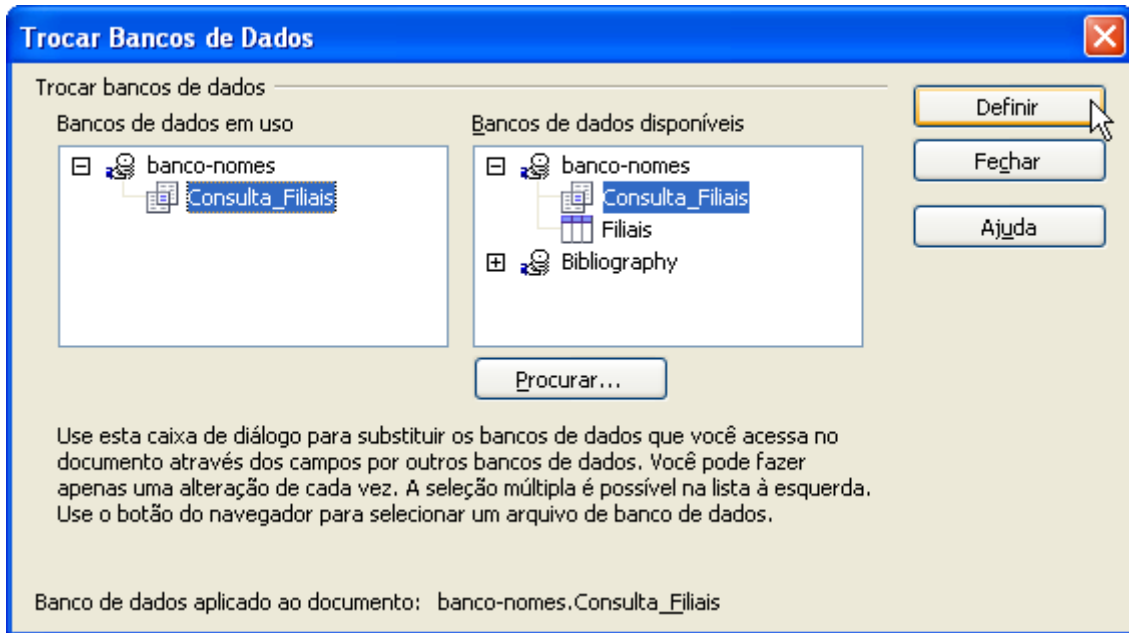 Trocar Bancos de Dados
Trocar bancos de dados
Bancos de dados em uso
banco-nomes
Consulta_Filiais
Bancos de dados disponíveis
banco-nomes
Consulta_Filiais
Filiais
Bibliography
Definir
Fechar
Ajuda
Procurar...
Use esta caixa de diálogo para substituir os bancos de dados que você acessa no
documento através dos campos por outros bancos de dados. Você pode fazer
apenas uma alteração de cada vez. A seleção múltipla é possível na lista à esquerda.
Use o botão do navegador para selecionar um arquivo de banco de dados.
Banco de dados aplicado ao documento: banco-nomes.Consulta_Filiais